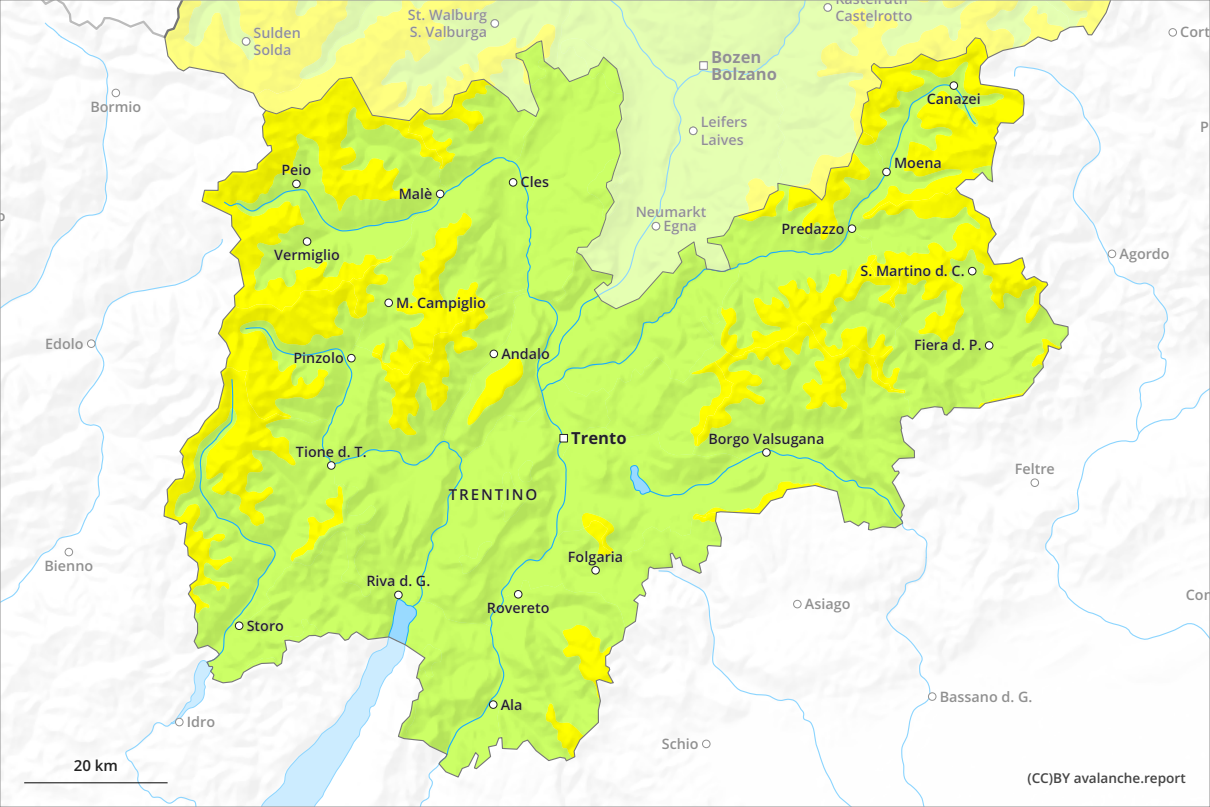 Kastelruth
Castelrotto
St. Walburg
S. Valburga
Sulden
Solda
Cort
Bozen
Bolzano
Bormio
Canazei
Leifers
Laives
Peio
Moena
Malè
Cles
Neumarkt
Egna
Predazzo
Vermiglio
Agordo
S. Martino d. C.
M. Campiglio
Edolo
Pinzolo
Andalo
Fiera d. P.
Trento
Borgo Valsugana
Tione d. T.
Feltre
TRENTINO
Bienno
Folgaria
Riva d. G.
Asiago
Rovereto
Storo
Bassano d. G.
Ala
Idro
Schio
20 km
(CC)BY avalanche.report